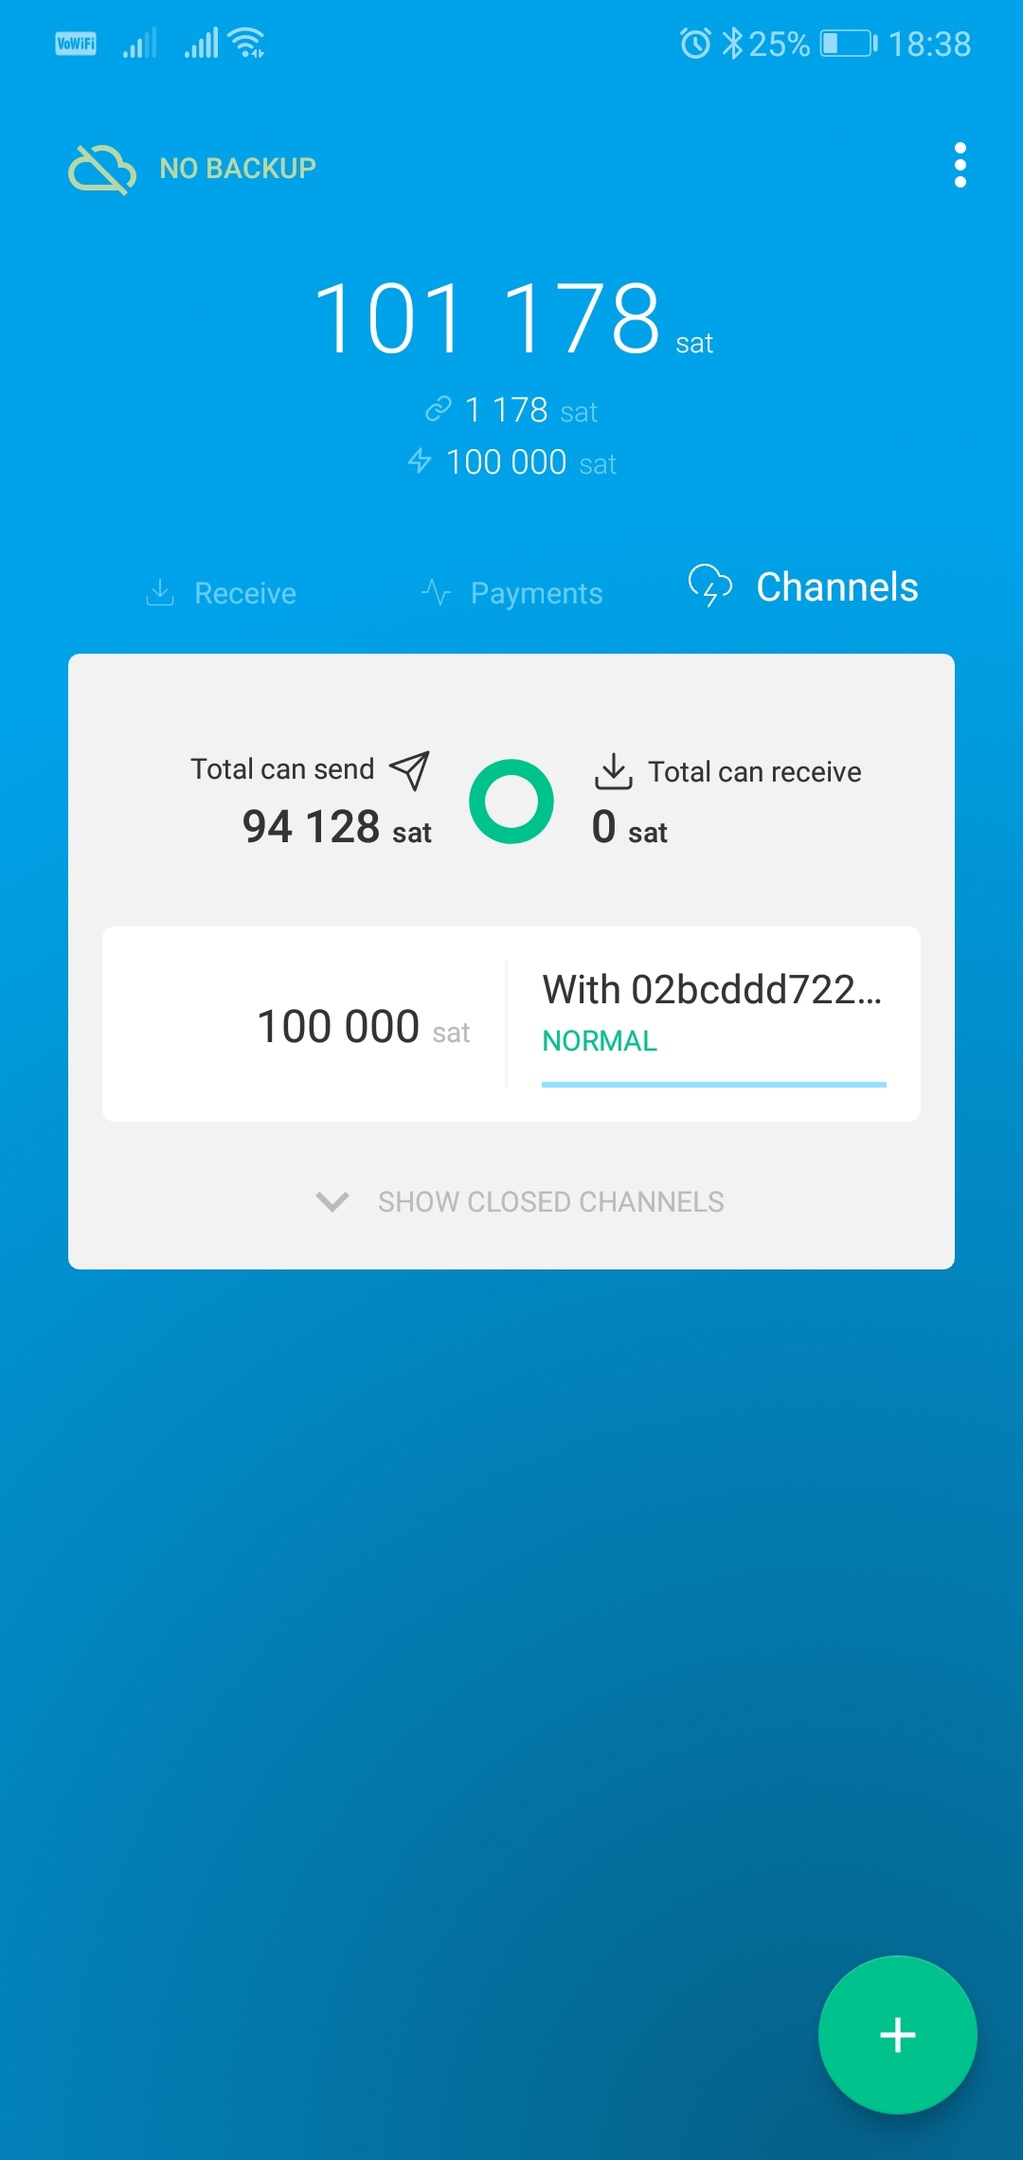 VoWiFi 25% 18:38
NO BACKUP
101 178 sat
1 178 sat
100 000 sat
Receive Payments Channels
Total can send Total can receive
94 128 sat 0 sat
100 000 sat With 02bcddd722…
NORMAL
SHOW CLOSED CHANNELS
+